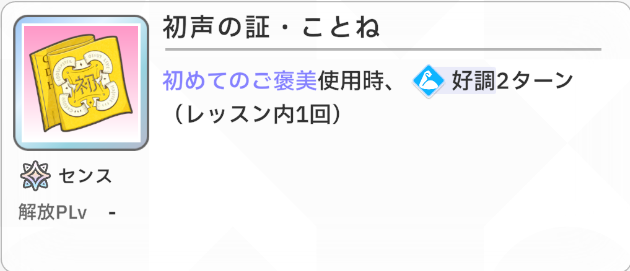 初声の証・ことね
初めてのご褒美使用時、好調2ターン
（レッスン内1回）
センス
解放PLv -
初